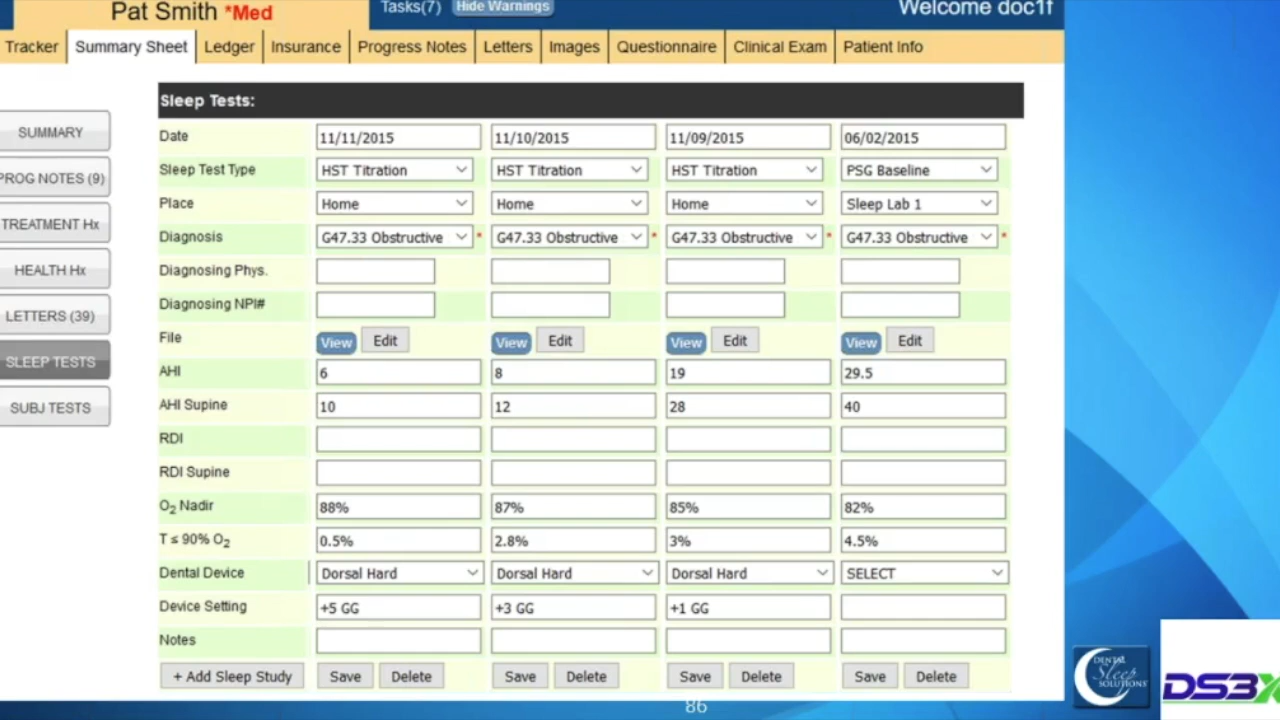 Pat Smith *Med Tasks(7) Hide Warnings Welcome doc1f
Tracker Summary Sheet Ledger Insurance Progress Notes Letters Images Questionnaire Clinical Exam Patient Info
SUMMARY
PROG NOTES (9)
TREATMENT Hx
HEALTH Hx
LETTERS (39)
SLEEP TESTS
SUBJ TESTS
Sleep Tests:
Date 11/11/2015 11/10/2015 11/09/2015 06/02/2015
Sleep Test Type HST Titration HST Titration HST Titration PSG Baseline
Place Home Home Home Sleep Lab 1
Diagnosis G47.33 Obstructive * G47.33 Obstructive * G47.33 Obstructive * G47.33 Obstructive *
Diagnosing Phys.
Diagnosing NPI#
File View Edit View Edit View Edit View Edit
AHI 6 8 19 29.5
AHI Supine 10 12 28 40
RDI
RDI Supine
O2 Nadir 88% 87% 85% 82%
T ≤ 90% O2 0.5% 2.8% 3% 4.5%
Dental Device Dorsal Hard Dorsal Hard Dorsal Hard SELECT
Device Setting +5 GG +3 GG +1 GG
Notes
+ Add Sleep Study Save Delete Save Delete Save Delete Save Delete
86
DENTAL
Sleep
SOLUTIONS
DS3X